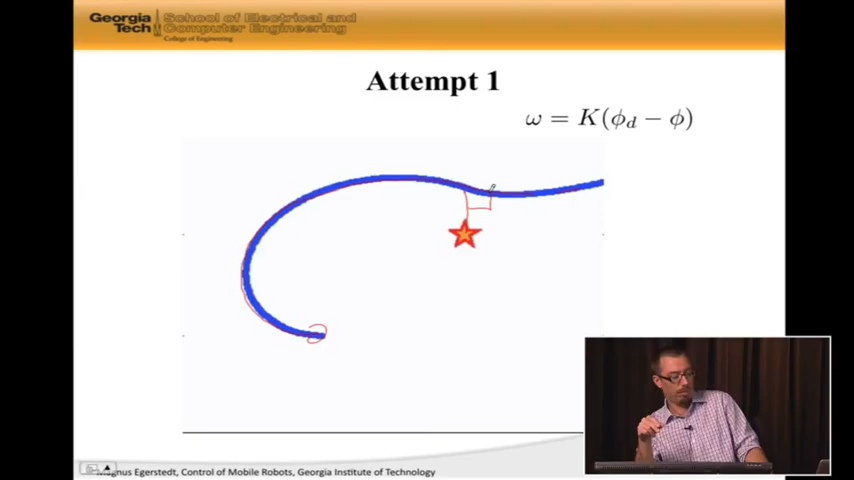 Georgia Tech
School of Electrical and Computer Engineering
College of Engineering
Attempt 1
ω = K(ϕ_d − ϕ)
Magnus Egerstedt, Control of Mobile Robots, Georgia Institute of Technology